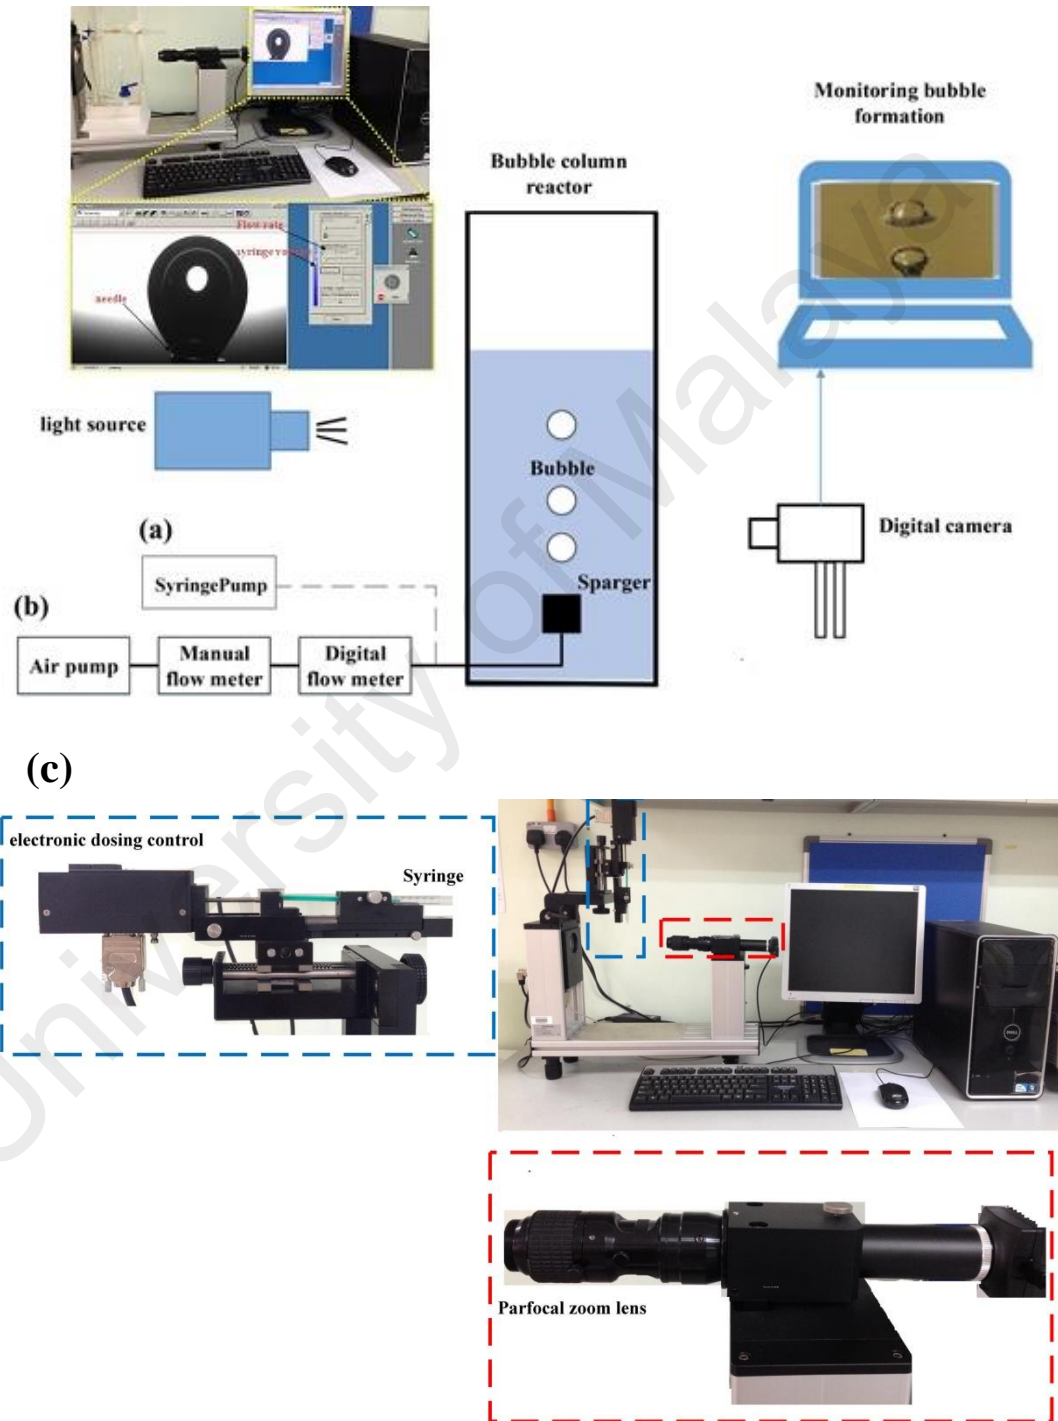 Flow rate
needle
Bubble column
reactor
Monitoring bubble
formation
light source
Bubble
(a)
Digital camera
SyringePump
Sparger
(b)
Air pump
Manual
flow meter
Digital
flow meter
(c)
electronic dosing control
Syringe
DELL
Parfocal zoom lens
University of Malaya